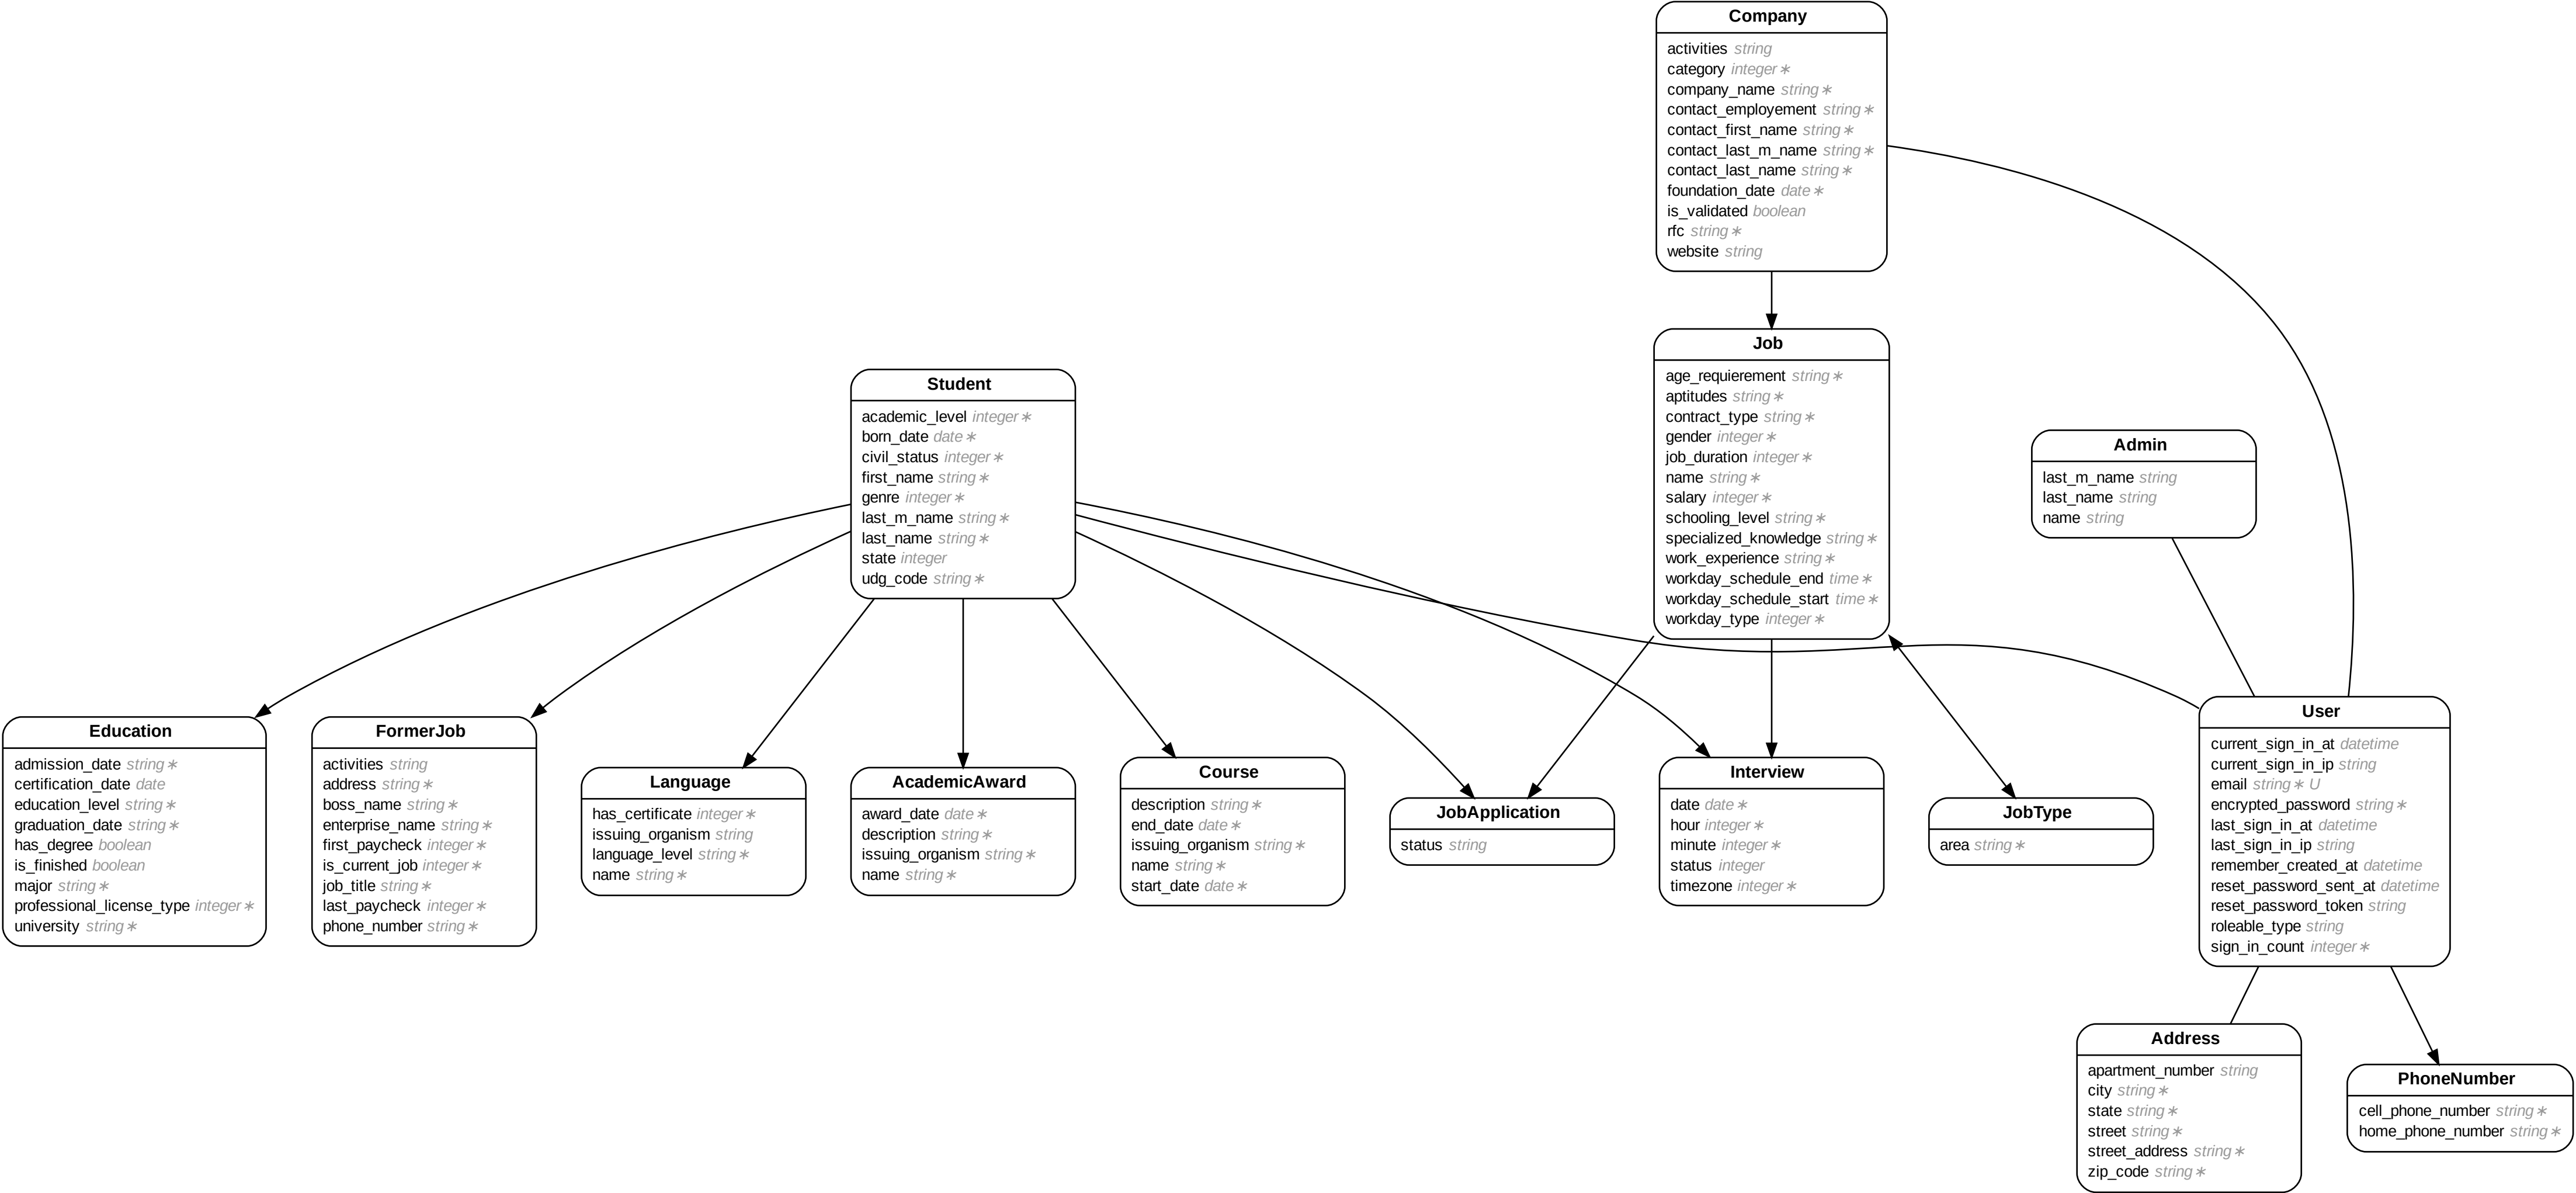 Company
activities string
category integer∗
company_name string∗
contact_employement string∗
contact_first_name string∗
contact_last_m_name string∗
contact_last_name string∗
foundation_date date∗
is_validated boolean
rfc string∗
website string
Job
age_requierement string∗
aptitudes string∗
contract_type string∗
gender integer∗
job_duration integer∗
name string∗
salary integer∗
schooling_level string∗
specialized_knowledge string∗
work_experience string∗
workday_schedule_end time∗
workday_schedule_start time∗
workday_type integer∗
Student
academic_level integer∗
born_date date∗
civil_status integer∗
first_name string∗
genre integer∗
last_m_name string∗
last_name string∗
state integer
udg_code string∗
Admin
last_m_name string
last_name string
name string
Education
admission_date string∗
certification_date date
education_level string∗
graduation_date string∗
has_degree boolean
is_finished boolean
major string∗
professional_license_type integer∗
university string∗
FormerJob
activities string
address string∗
boss_name string∗
enterprise_name string∗
first_paycheck integer∗
is_current_job integer∗
job_title string∗
last_paycheck integer∗
phone_number string∗
Language
has_certificate integer∗
issuing_organism string
language_level string∗
name string∗
AcademicAward
award_date date∗
description string∗
issuing_organism string∗
name string∗
Course
description string∗
end_date date∗
issuing_organism string∗
name string∗
start_date date∗
JobApplication
status string
Interview
date date∗
hour integer∗
minute integer∗
status integer
timezone integer∗
JobType
area string∗
User
current_sign_in_at datetime
current_sign_in_ip string
email string∗ U
encrypted_password string∗
last_sign_in_at datetime
last_sign_in_ip string
remember_created_at datetime
reset_password_sent_at datetime
reset_password_token string
roleable_type string
sign_in_count integer∗
Address
apartment_number string
city string∗
state string∗
street string∗
street_address string∗
zip_code string∗
PhoneNumber
cell_phone_number string∗
home_phone_number string∗